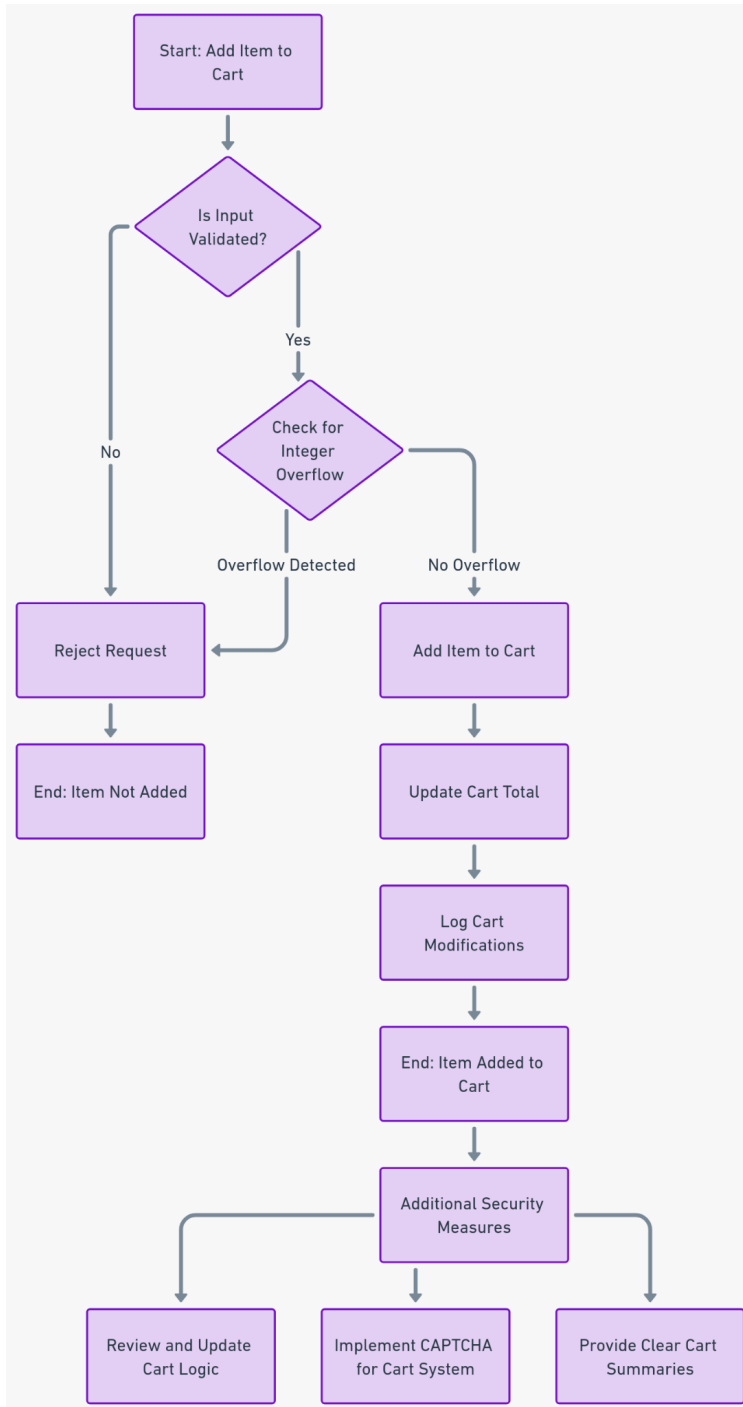 Start: Add Item to
Cart
Is Input
Validated?
Yes
Check for
Integer
Overflow
No
Overflow Detected
No Overflow
Reject Request
Add Item to Cart
End: Item Not Added
Update Cart Total
Log Cart
Modifications
End: Item Added to
Cart
Additional Security
Measures
Review and Update
Cart Logic
Implement CAPTCHA
for Cart System
Provide Clear Cart
Summaries